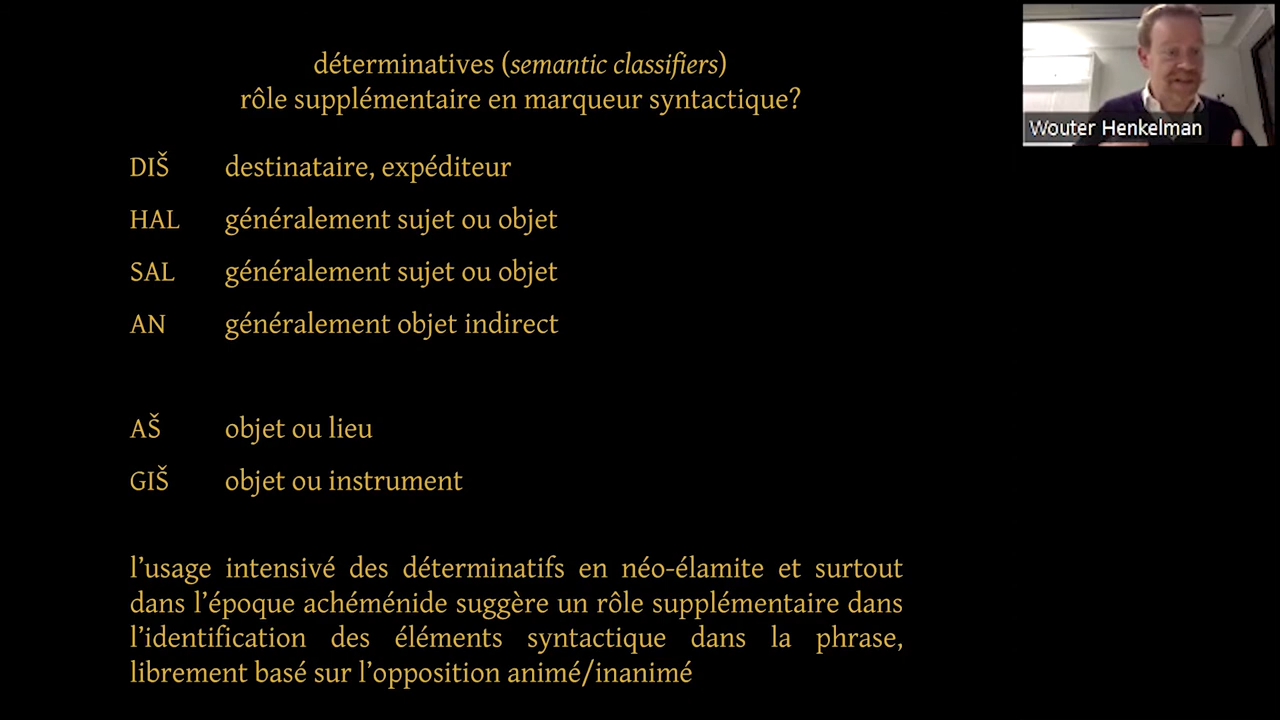 déterminatives (semantic classifiers)
rôle supplémentaire en marqueur syntactique?
Wouter Henkelman
DIŠ destinataire, expéditeur
HAL généralement sujet ou objet
SAL généralement sujet ou objet
AN généralement objet indirect
AŠ objet ou lieu
GIŠ objet ou instrument
l’usage intensivé des déterminatifs en néo-élamite et surtout
dans l’époque achéménide suggère un rôle supplémentaire dans
l’identification des éléments syntactique dans la phrase,
librement basé sur l’opposition animé/inanimé